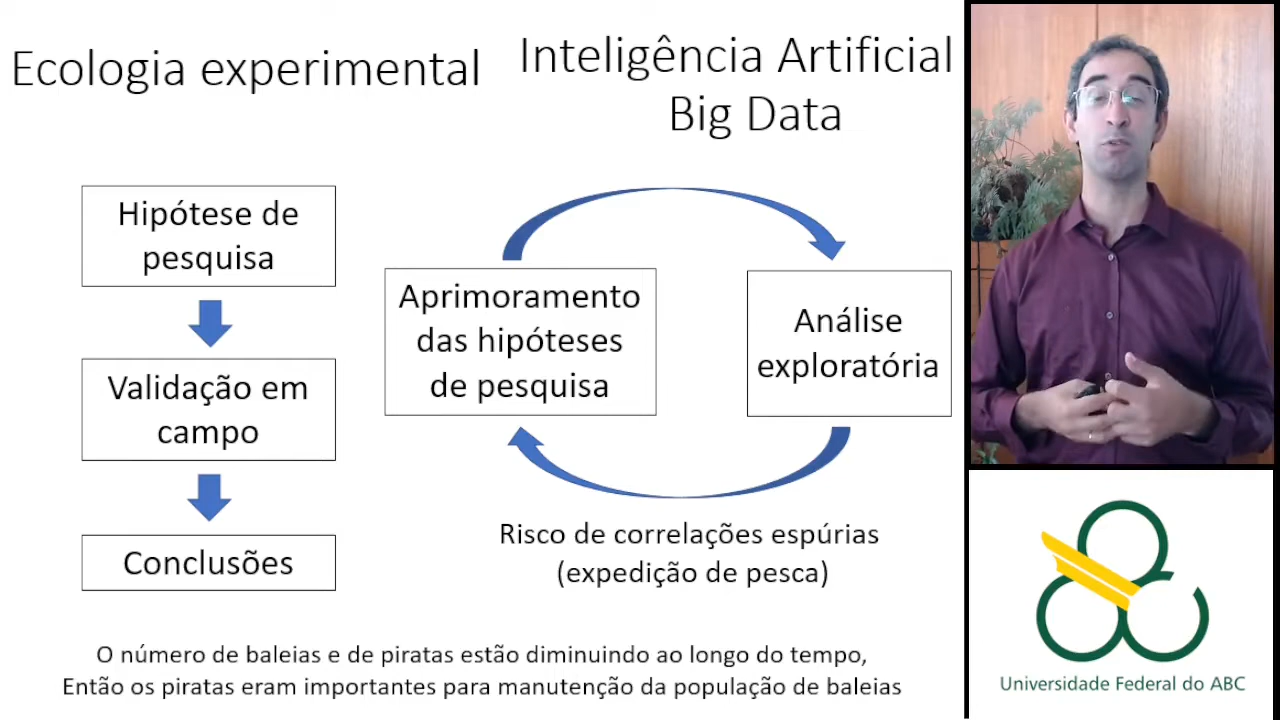 Ecologia experimental
Inteligência Artificial
Big Data
Hipótese de
pesquisa
Validação em
campo
Conclusões
Aprimoramento
das hipóteses
de pesquisa
Análise
exploratória
Risco de correlações espúrias
(expedição de pesca)
O número de baleias e de piratas estão diminuindo ao longo do tempo,
Então os piratas eram importantes para manutenção da população de baleias
Universidade Federal do ABC